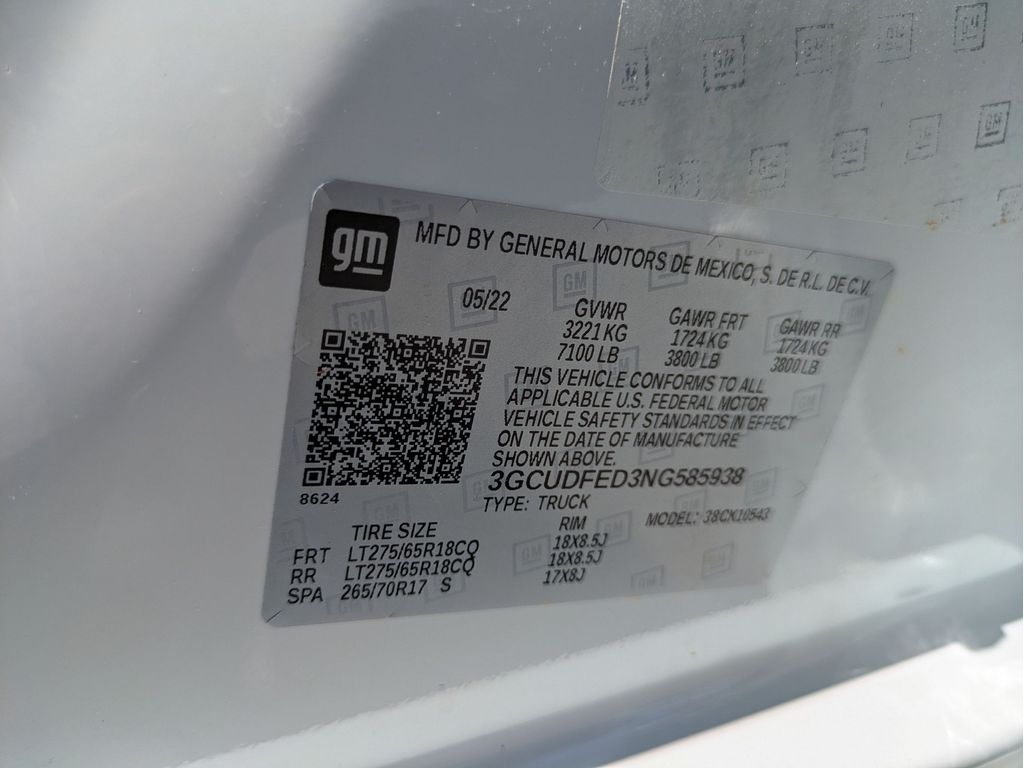 gm MFD BY GENERAL MOTORS DE MEXICO, S. DE R.L. DE C.V.
05/22 GVWR GAWR FRT GAWR RR
3221 KG 1724 KG 1724 KG
7100 LB 3800 LB 3800 LB
THIS VEHICLE CONFORMS TO ALL
APPLICABLE U.S. FEDERAL MOTOR
VEHICLE SAFETY STANDARDS IN EFFECT
ON THE DATE OF MANUFACTURE
SHOWN ABOVE.
3GCUDFED3NG585938
8624
TYPE: TRUCK MODEL: 38CK10543
TIRE SIZE RIM
FRT LT275/65R18CQ 18X8.5J
RR LT275/65R18CQ 18X8.5J
SPA 265/70R17 S 17X8J